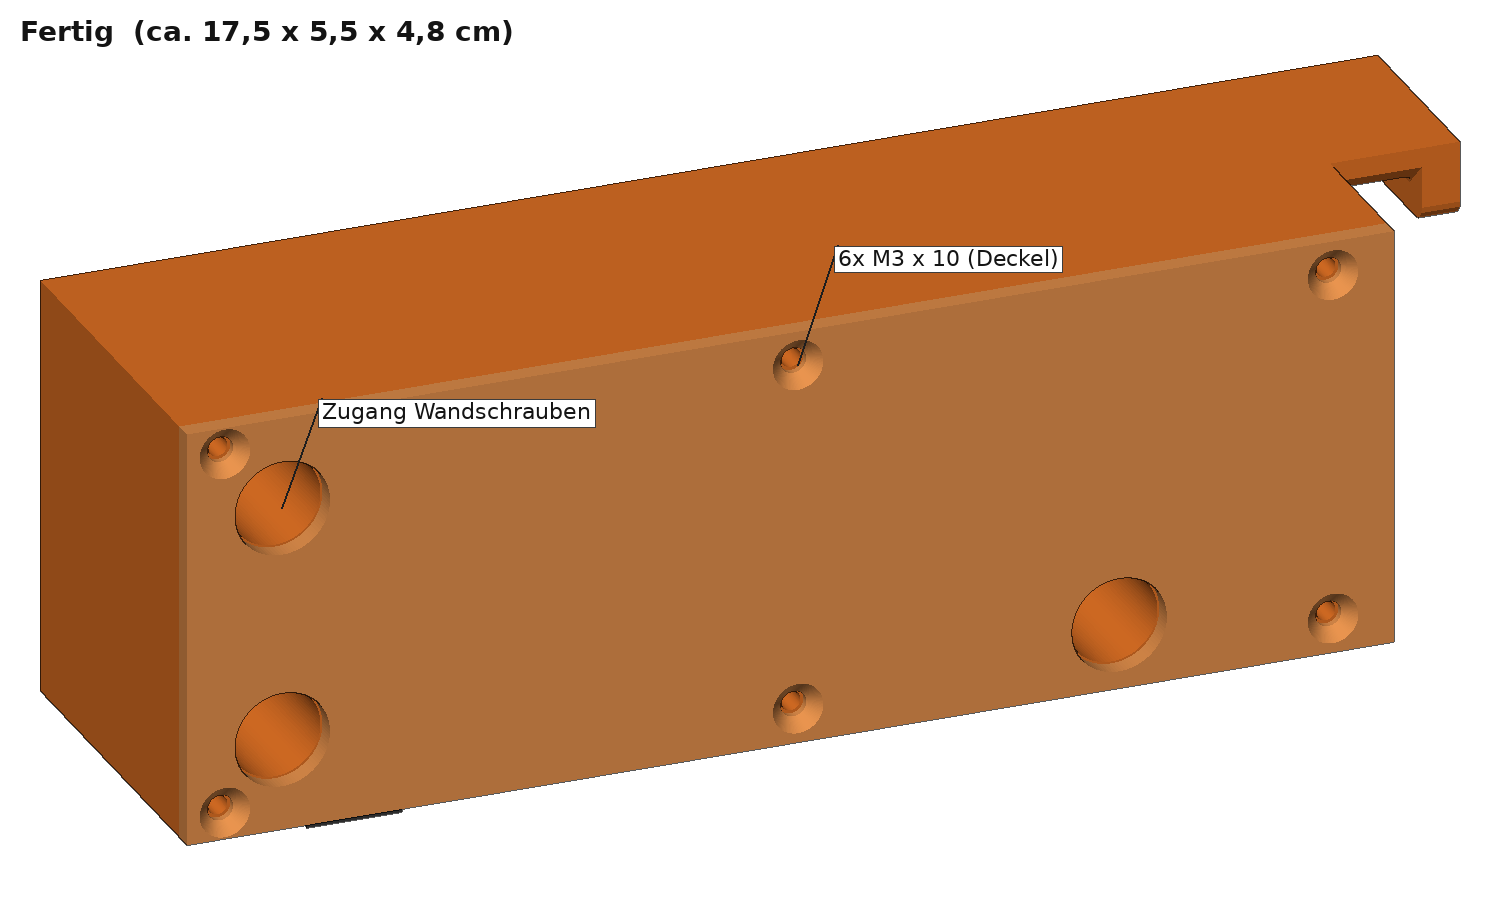 Fertig  (ca. 17,5 x 5,5 x 4,8 cm)
6x M3 x 10 (Deckel)
Zugang Wandschrauben